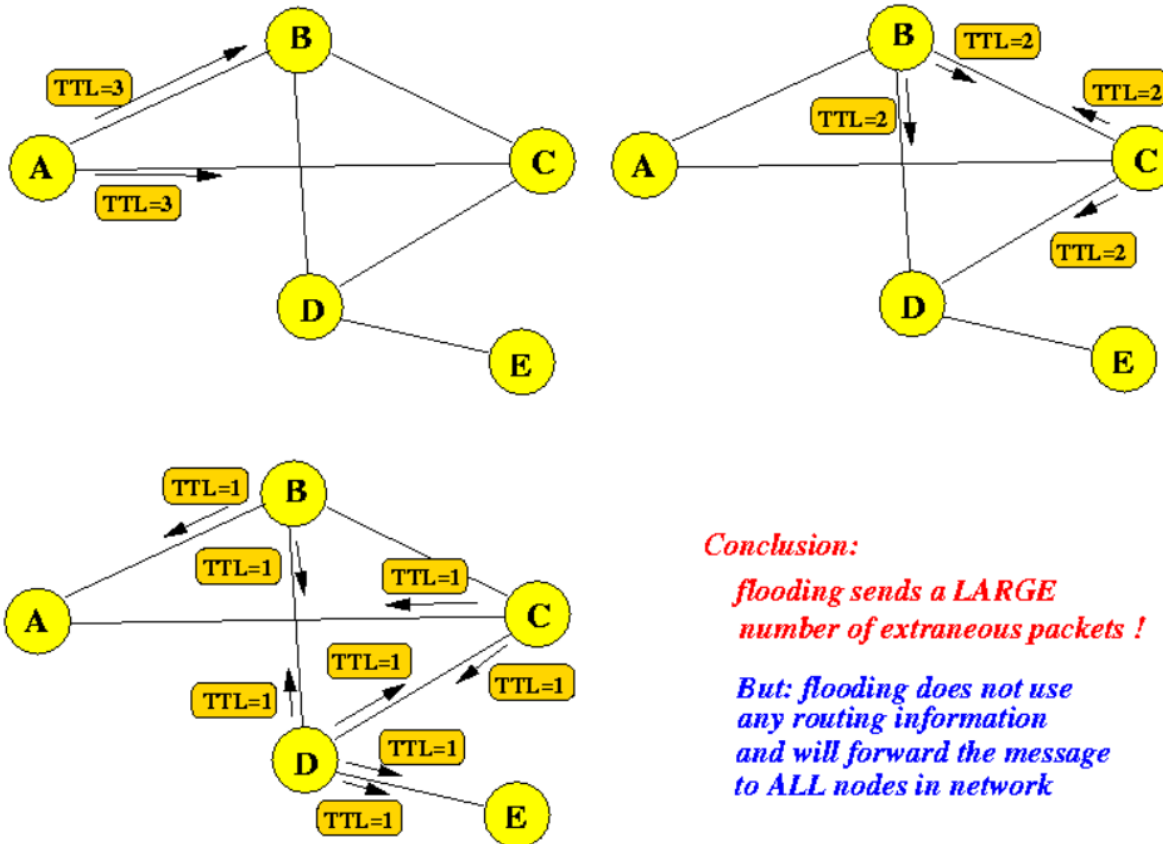 B
TTL=3
A
C
TTL=3
D
E
B
TTL=2
TTL=2
TTL=2
A
C
TTL=2
D
E
TTL=1
B
TTL=1
TTL=1
A
C
TTL=1
TTL=1
TTL=1
D
TTL=1
TTL=1
E
Conclusion:
flooding sends a LARGE
number of extraneous packets !
But: flooding does not use
any routing information
and will forward the message
to ALL nodes in network